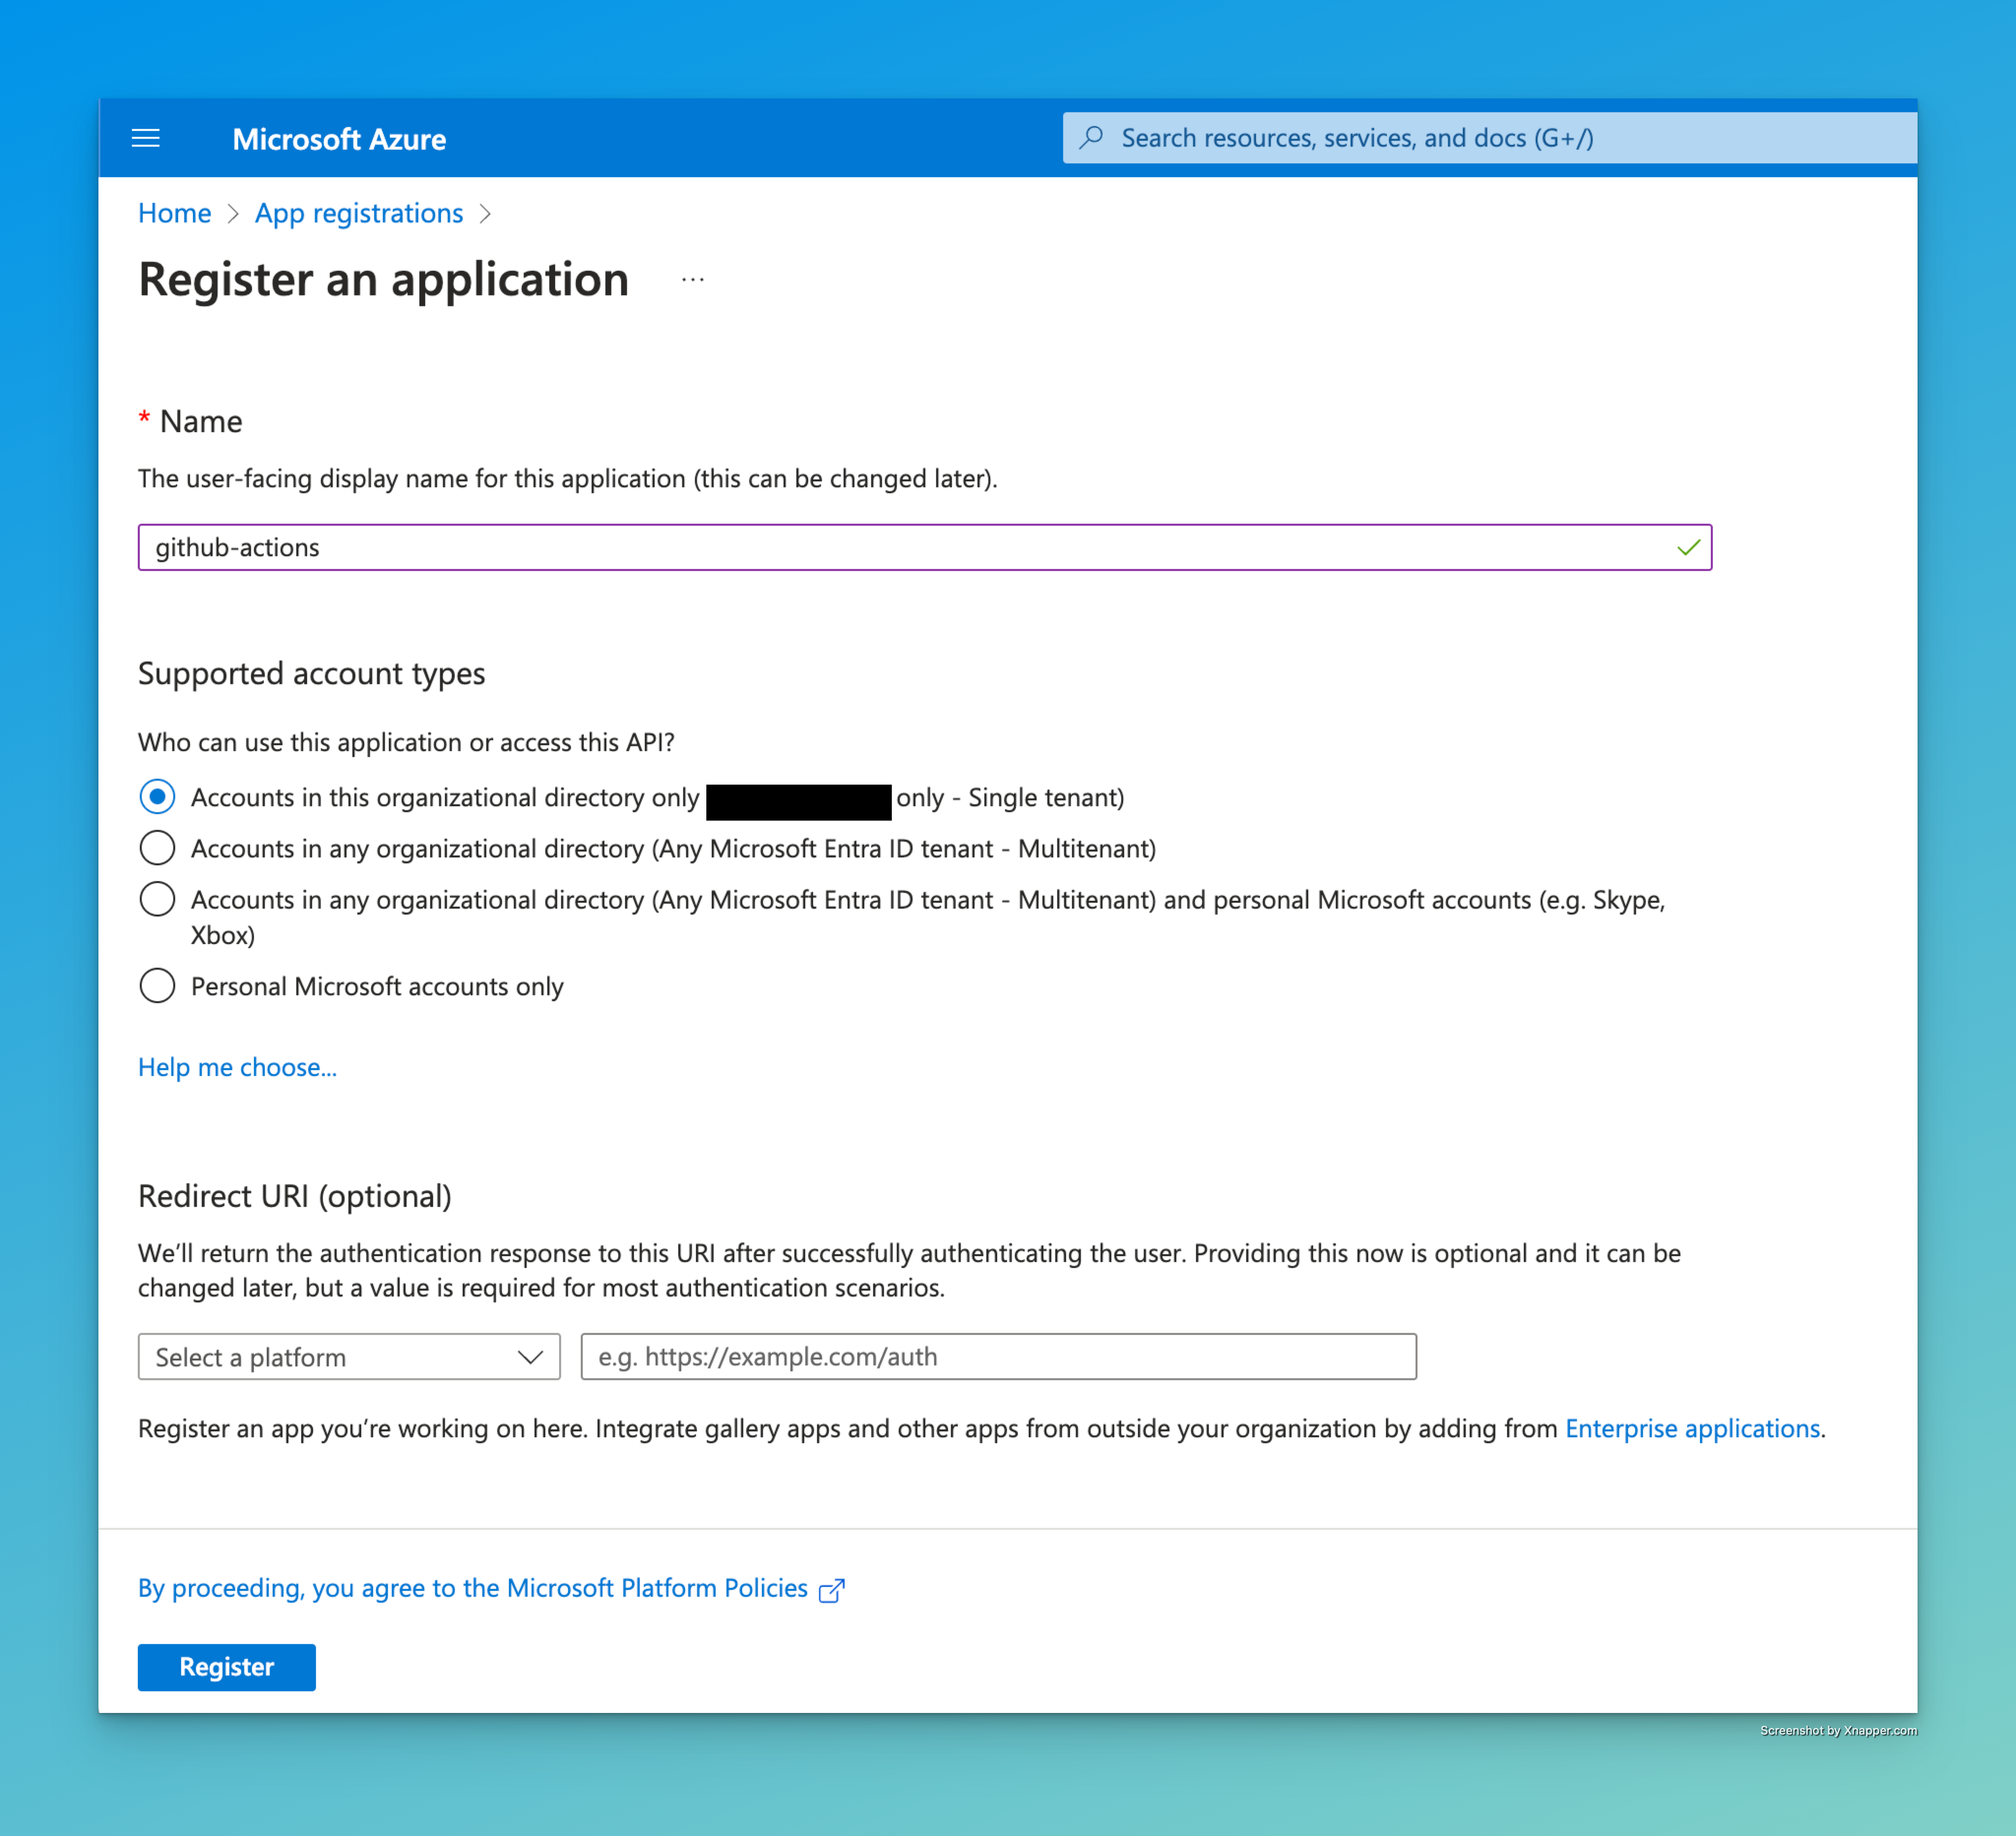 Microsoft Azure
Search resources, services, and docs (G+/)
Home > App registrations >
Register an application ...
* Name
The user-facing display name for this application (this can be changed later).
github-actions
Supported account types
Who can use this application or access this API?
Accounts in this organizational directory only only - Single tenant)
Accounts in any organizational directory (Any Microsoft Entra ID tenant - Multitenant)
Accounts in any organizational directory (Any Microsoft Entra ID tenant - Multitenant) and personal Microsoft accounts (e.g. Skype,
Xbox)
Personal Microsoft accounts only
Help me choose...
Redirect URI (optional)
We’ll return the authentication response to this URI after successfully authenticating the user. Providing this now is optional and it can be
changed later, but a value is required for most authentication scenarios.
Select a platform
e.g. https://example.com/auth
Register an app you’re working on here. Integrate gallery apps and other apps from outside your organization by adding from Enterprise applications.
By proceeding, you agree to the Microsoft Platform Policies
Register
Screenshot by Xnapper.com